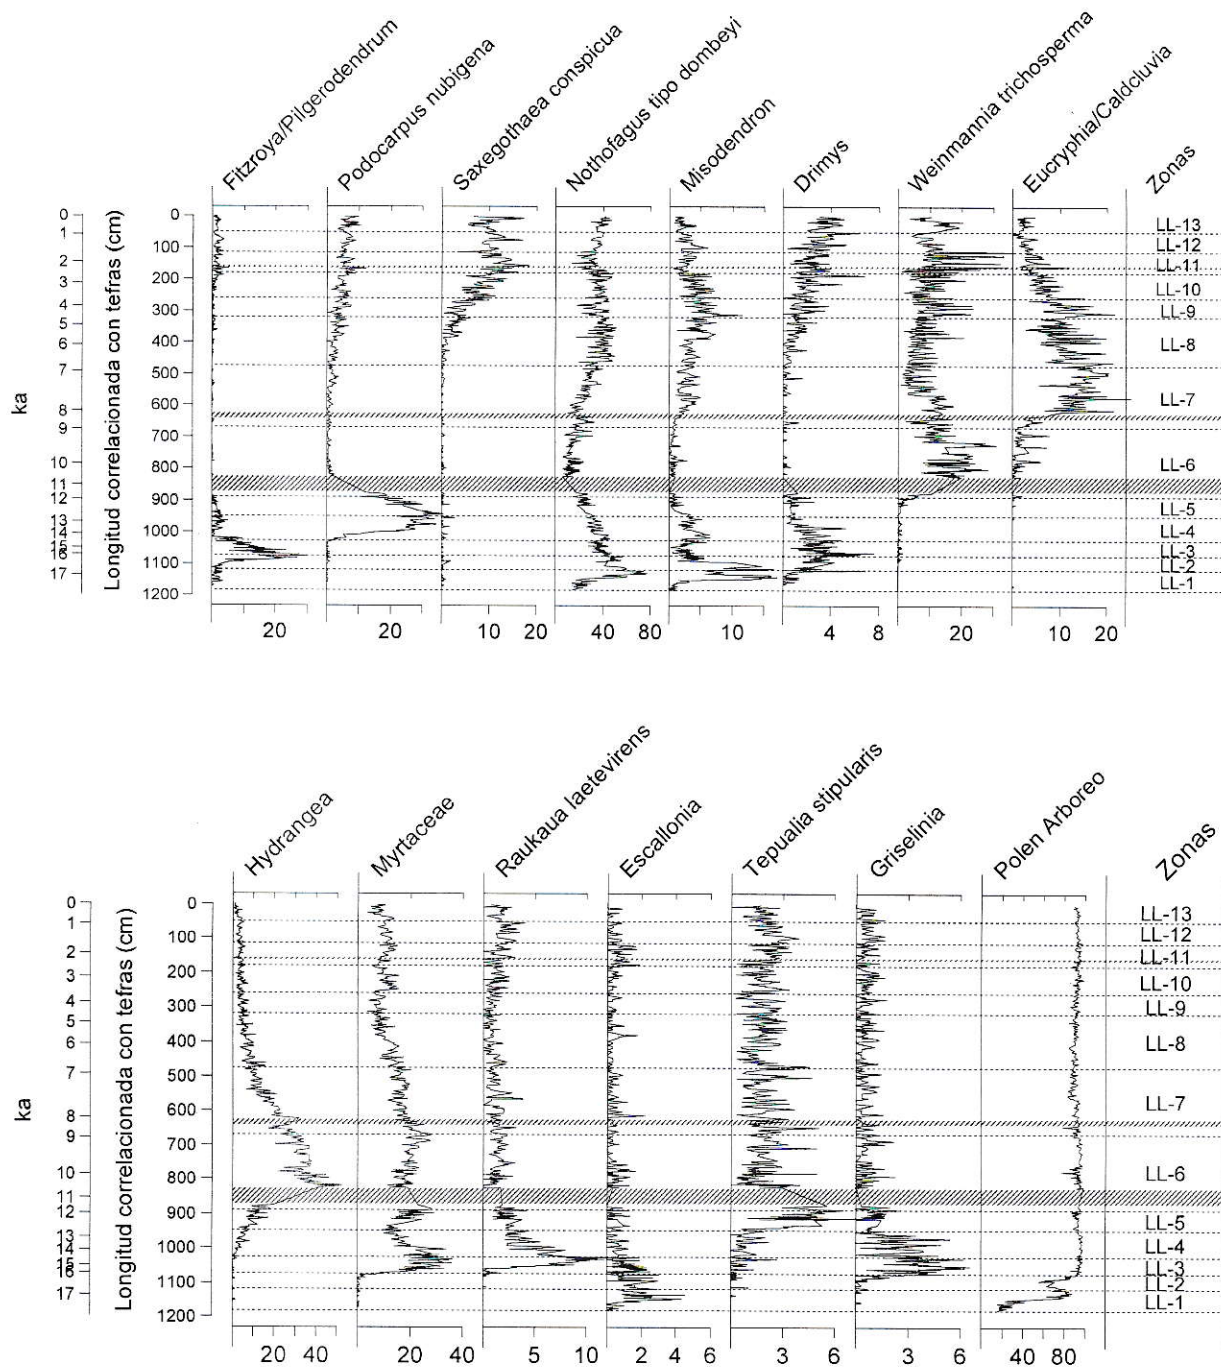 Fitzroya/Pilgerodendrum
Podocarpus nubigena
Saxegothaea conspicua
Nothofagus tipo dombeyi
Misodendron
Drimys
Weinmannia trichosperma
Eucryphia/Caldcluvia
Zonas
ka
0
1
2
3
4
5
6
7
8
9
10
11
12
13
14
15
16
17
Longitud correlacionada con tefras (cm)
0
100
200
300
400
500
600
700
800
900
1000
1100
1200
LL-13
LL-12
LL-11
LL-10
LL-9
LL-8
LL-7
LL-6
LL-5
LL-4
LL-3
LL-2
LL-1
20 20 10 20 40 80 10 4 8 20 10 20
Hydrangea
Myrtaceae
Raukaua laetevirens
Escallonia
Tepualia stipularis
Griselinia
Polen Arboreo
Zonas
ka
0
1
2
3
4
5
6
7
8
9
10
11
12
13
14
15
17
Longitud correlacionada con tefras (cm)
0
100
200
300
400
500
600
700
800
900
1000
1100
1200
LL-13
LL-12
LL-11
LL-10
LL-9
LL-8
LL-7
LL-6
LL-5
LL-4
LL-3
LL-2
LL-1
20 40 20 40 5 10 2 4 6 3 6 3 6 40 80